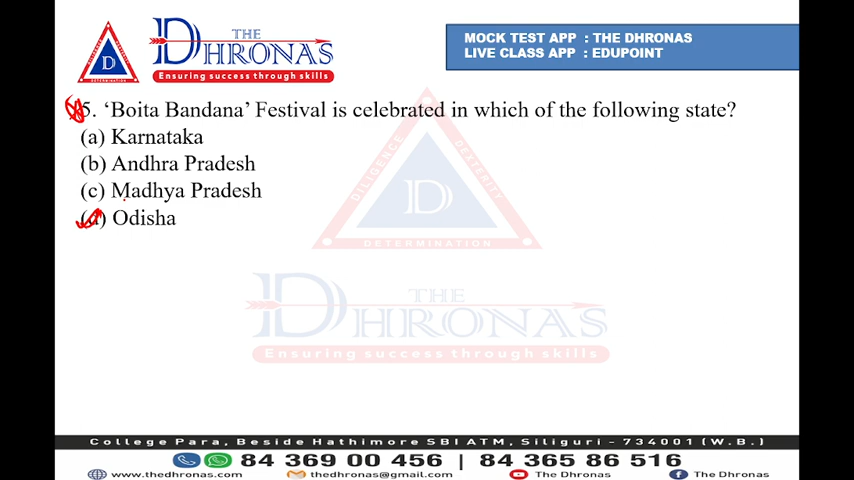 THE
DHRONAS
Ensuring success through skills
DILIGENCE
DEXTERITY
D
DETERMINATION
MOCK TEST APP : THE DHRONAS
LIVE CLASS APP : EDUPOINT
5. ‘Boita Bandana’ Festival is celebrated in which of the following state?
(a) Karnataka
(b) Andhra Pradesh
(c) Madhya Pradesh
(d) Odisha
DILIGENCE
DEXTERITY
D
DETERMINATION
THE
DHRONAS
Ensuring success through skills
College Para, Beside Hathimore SBI ATM, Siliguri - 734001 (W.B.)
84 369 00 456 | 84 365 86 516
www.thedhronas.com thedhronas@gmail.com The Dhronas The Dhronas